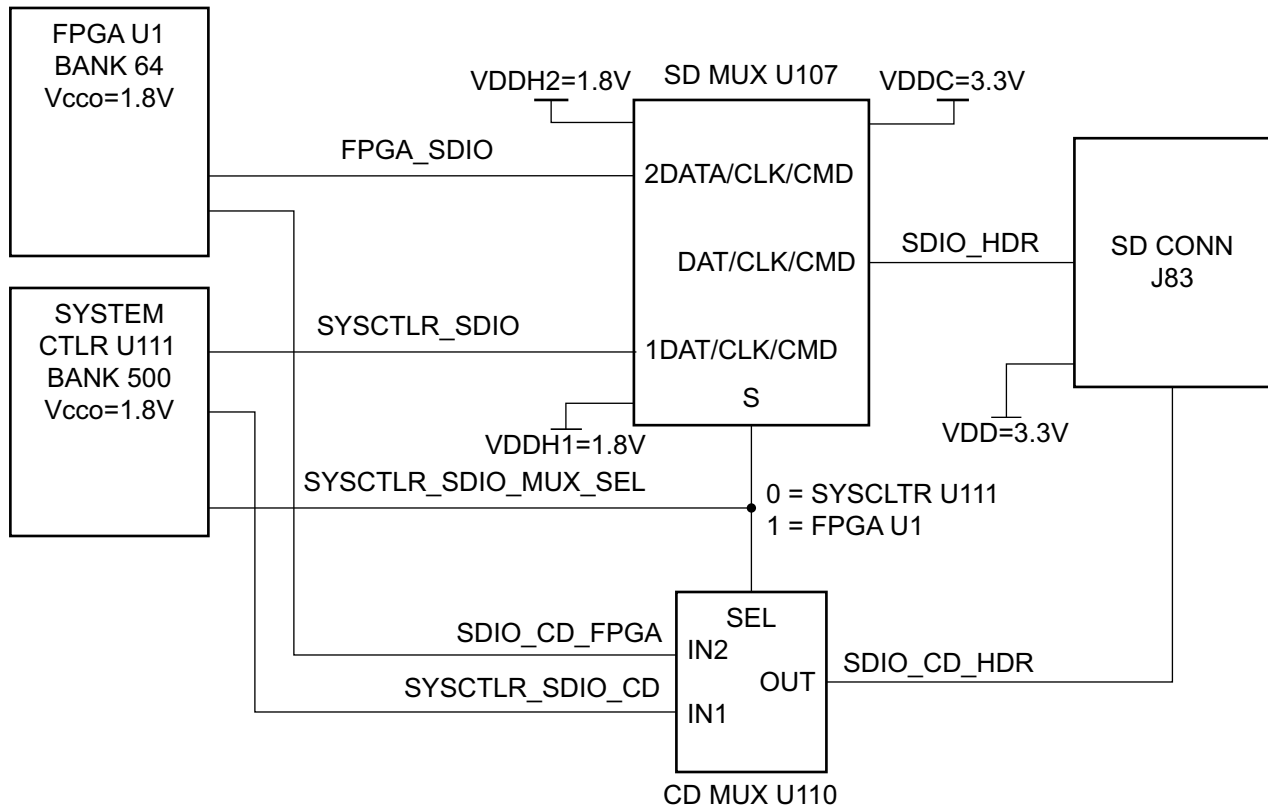 FPGA U1
BANK 64
Vcco=1.8V
SD MUX U107
VDDH2=1.8V
VDDC=3.3V
FPGA_SDIO
2DATA/CLK/CMD
DAT/CLK/CMD
SDIO_HDR
SD CONN
J83
SYSTEM
CTLR U111
BANK 500
Vcco=1.8V
SYSCTLR_SDIO
1DAT/CLK/CMD
S
VDDH1=1.8V
VDD=3.3V
SYSCTLR_SDIO_MUX_SEL
0 = SYSCLTR U111
1 = FPGA U1
SEL
SDIO_CD_FPGA
IN2
OUT
SDIO_CD_HDR
SYSCTLR_SDIO_CD
IN1
CD MUX U110